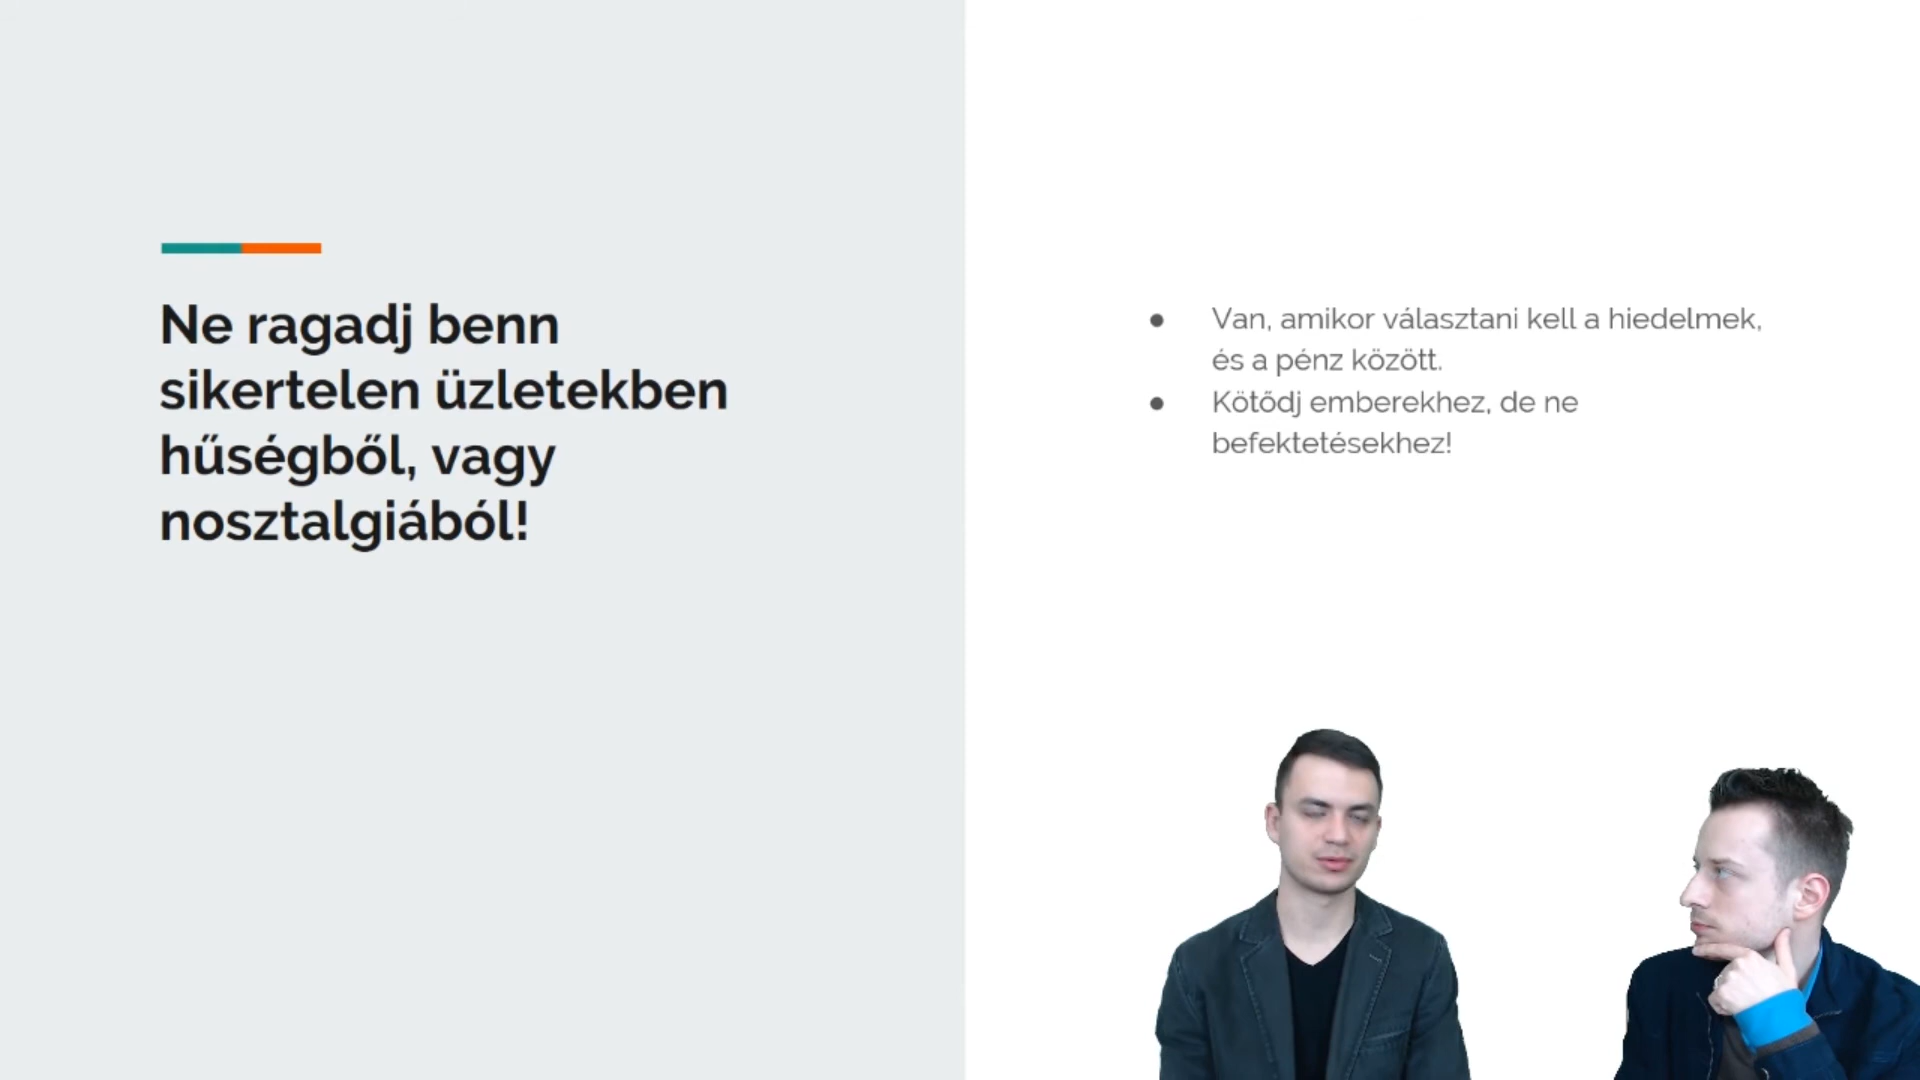 Ne ragadj benn
sikertelen üzletekben
hűségből, vagy
nosztalgiából!
● Van, amikor választani kell a hiedelmek,
és a pénz között.
● Kötődj emberekhez, de ne
befektetésekhez!